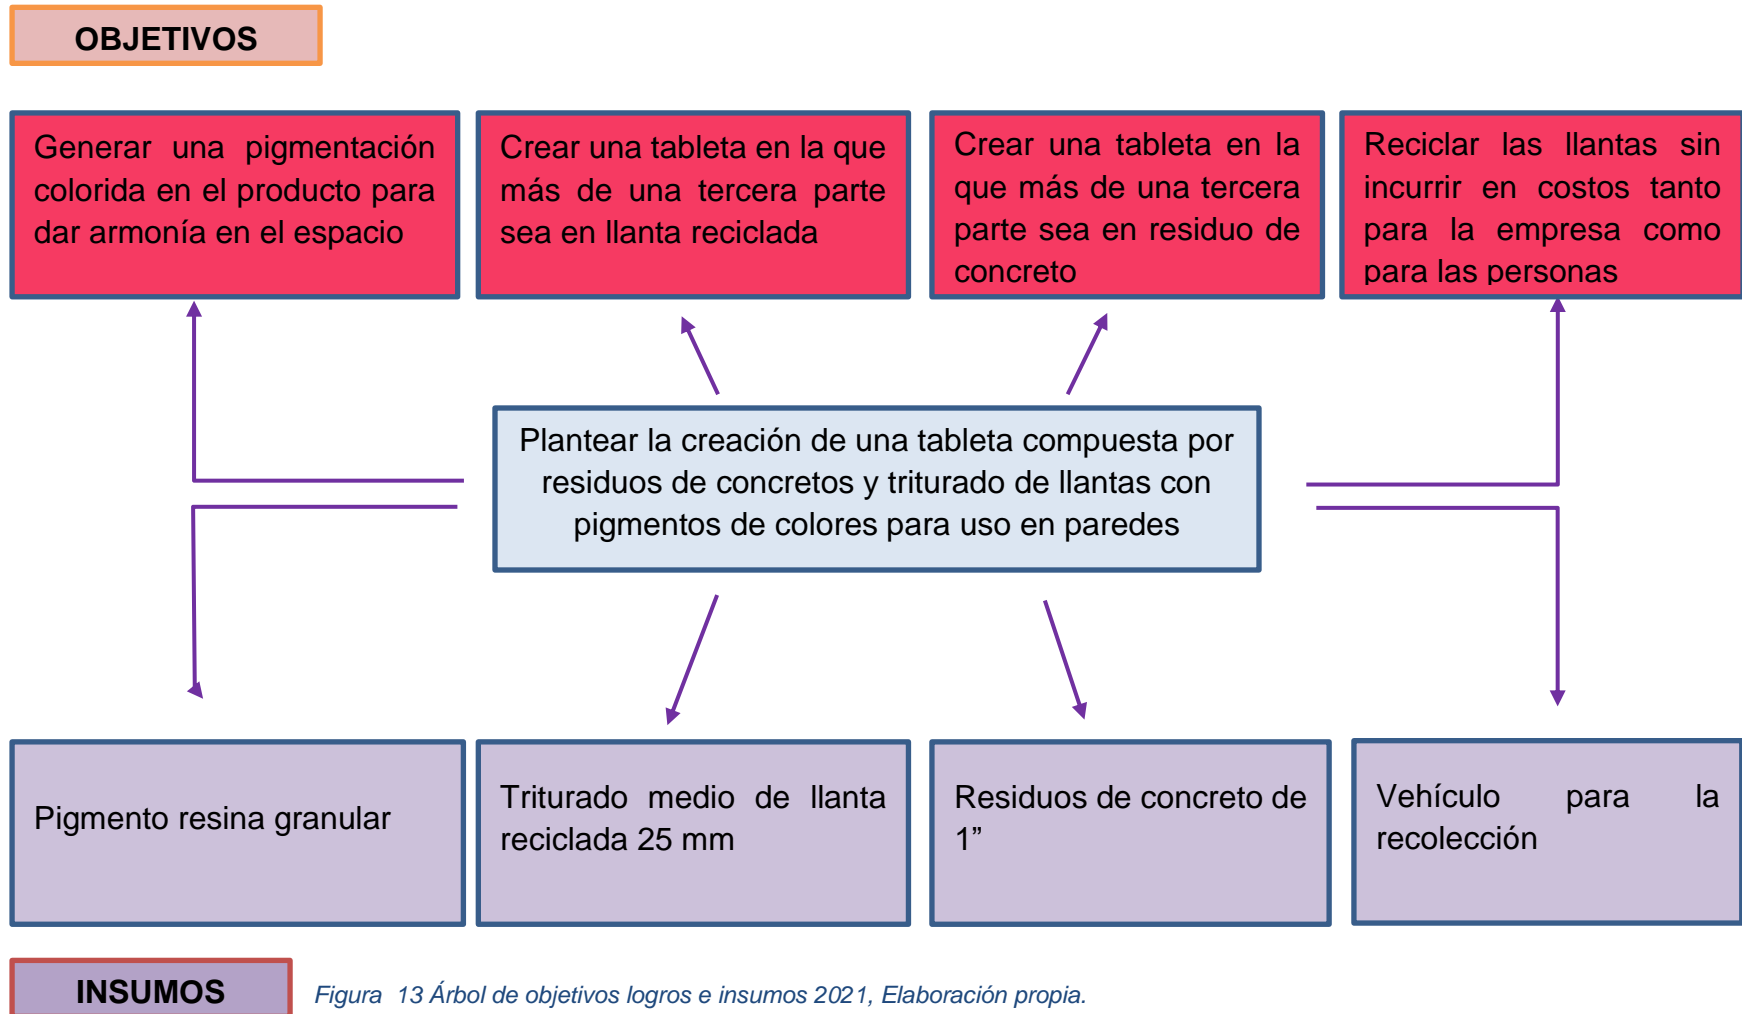 OBJETIVOS
Generar una pigmentación
colorida en el producto para
dar armonía en el espacio
Crear una tableta en la que
más de una tercera parte
sea en llanta reciclada
Crear una tableta en la
que más de una tercera
parte sea en residuo de
concreto
Reciclar las llantas sin
incurrir en costos tanto
para la empresa como
para las personas
Plantear la creación de una tableta compuesta por
residuos de concretos y triturado de llantas con
pigmentos de colores para uso en paredes
Pigmento resina granular
Triturado medio de llanta
reciclada 25 mm
Residuos de concreto de
1”
Vehículo para la
recolección
INSUMOS
Figura 13 Árbol de objetivos logros e insumos 2021, Elaboración propia.